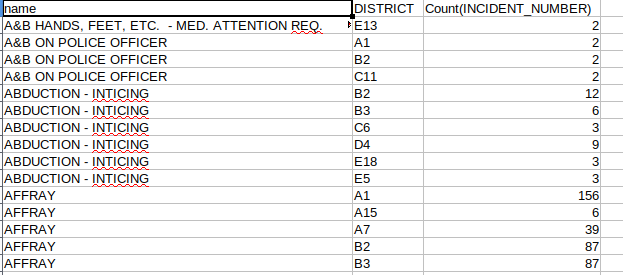 name DISTRICT Count(INCIDENT_NUMBER)
A&B HANDS, FEET, ETC.  - MED. ATTENTION REQ. E13 2
A&B ON POLICE OFFICER A1 2
A&B ON POLICE OFFICER B2 2
A&B ON POLICE OFFICER C11 2
ABDUCTION - INTICING B2 12
ABDUCTION - INTICING B3 6
ABDUCTION - INTICING C6 3
ABDUCTION - INTICING D4 9
ABDUCTION - INTICING E18 3
ABDUCTION - INTICING E5 3
AFFRAY A1 156
AFFRAY A15 6
AFFRAY A7 39
AFFRAY B2 87
AFFRAY B3 87